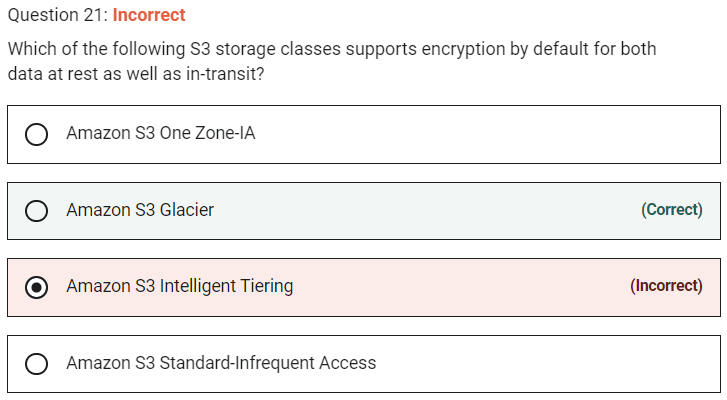 Question 21: Incorrect
Which of the following S3 storage classes supports encryption by default for both
data at rest as well as in-transit?
Amazon S3 One Zone-IA
Amazon S3 Glacier (Correct)
Amazon S3 Intelligent Tiering (Incorrect)
Amazon S3 Standard-Infrequent Access